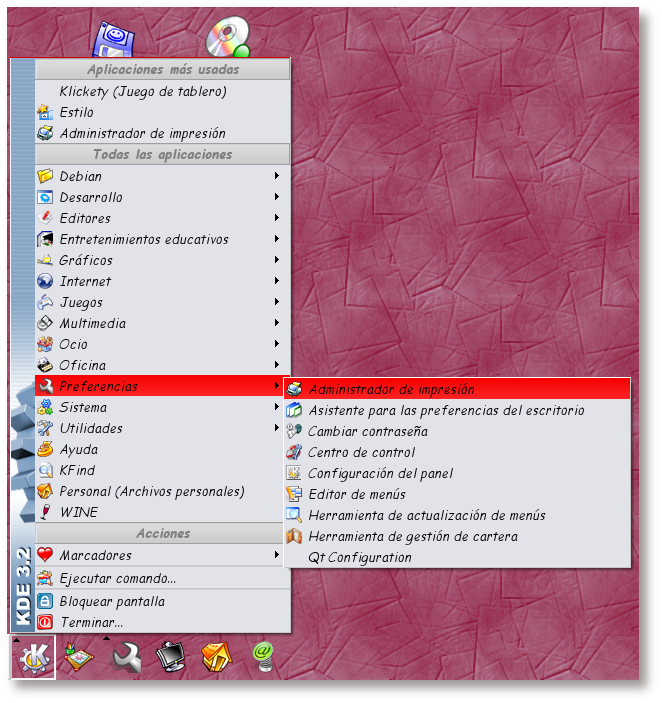 Aplicaciones más usadas
Klickety (Juego de tablero)
Estilo
Administrador de impresión
Todas las aplicaciones
Debian
Desarrollo
Editores
Entretenimientos educativos
Gráficos
Internet
Juegos
Multimedia
Ocio
Oficina
Preferencias
Sistema
Utilidades
Ayuda
KFind
Personal (Archivos personales)
WINE
Acciones
Marcadores
Ejecutar comando...
Bloquear pantalla
Terminar...
KDE 3.2
Administrador de impresión
Asistente para las preferencias del escritorio
Cambiar contraseña
Centro de control
Configuración del panel
Editor de menús
Herramienta de actualización de menús
Herramienta de gestión de cartera
Qt Configuration